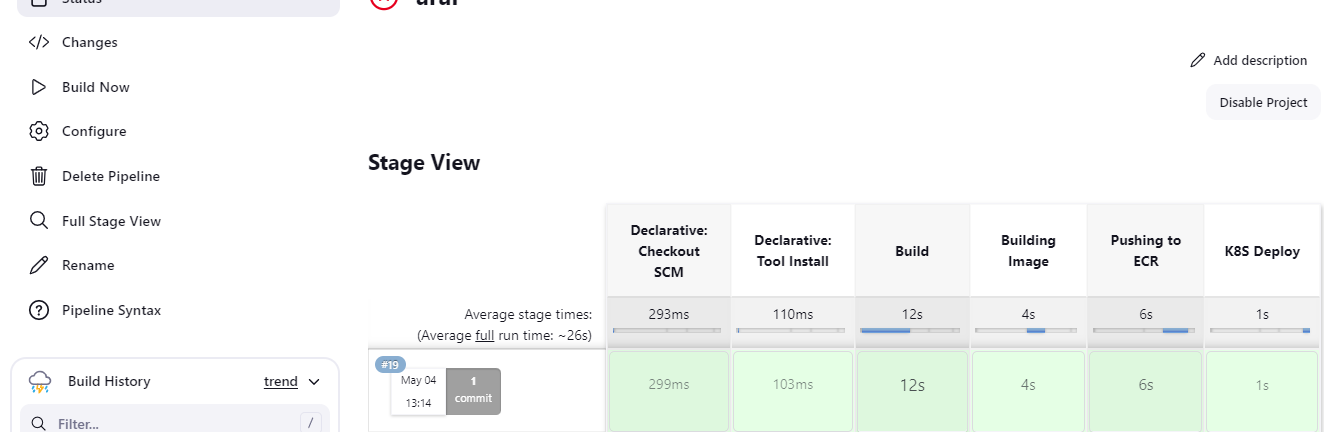 Status
Changes
Build Now
Configure
Delete Pipeline
Full Stage View
Rename
Pipeline Syntax
Build History
trend
Filter...
/
Add description
Disable Project
Stage View
Declarative:
Checkout
SCM
Declarative:
Tool Install
Build
Building
Image
Pushing to
ECR
K8S Deploy
Average stage times:
(Average full run time: ~26s)
293ms
110ms
12s
4s
6s
1s
#19
May 04
13:14
1
commit
299ms
103ms
12s
4s
6s
1s